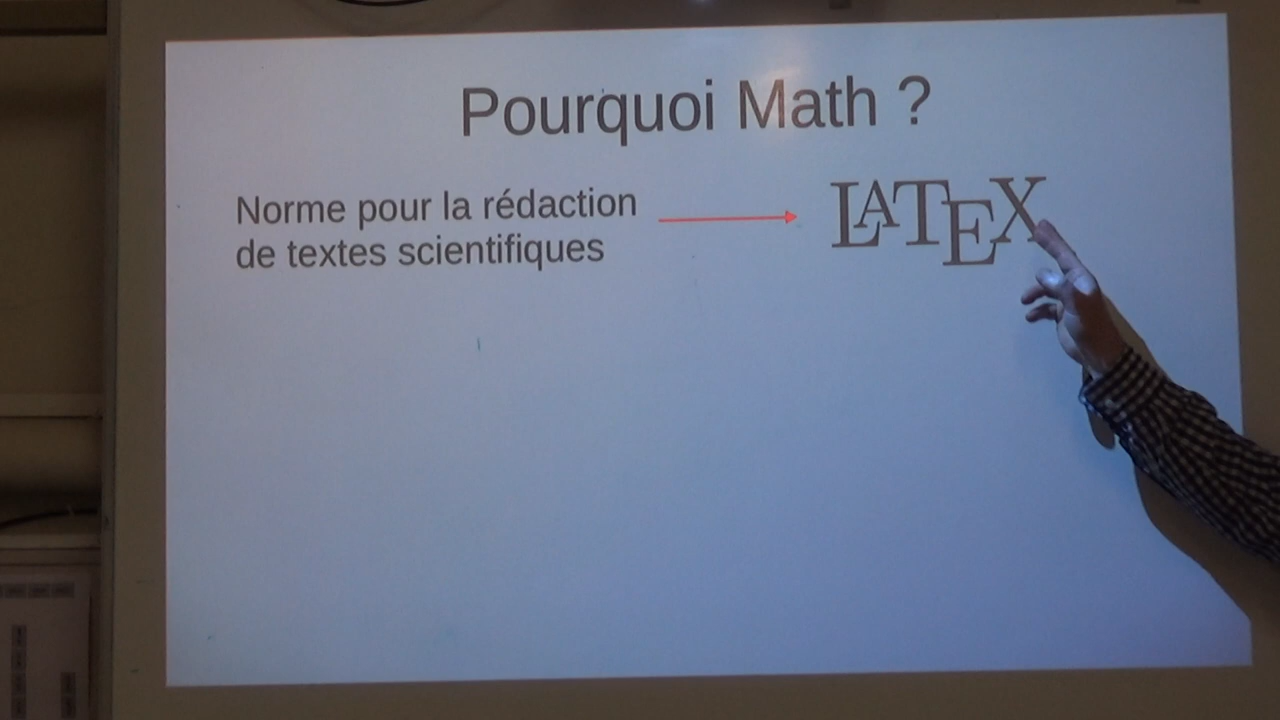 Pourquoi Math ?
Norme pour la rédaction
de textes scientifiques
LATEX